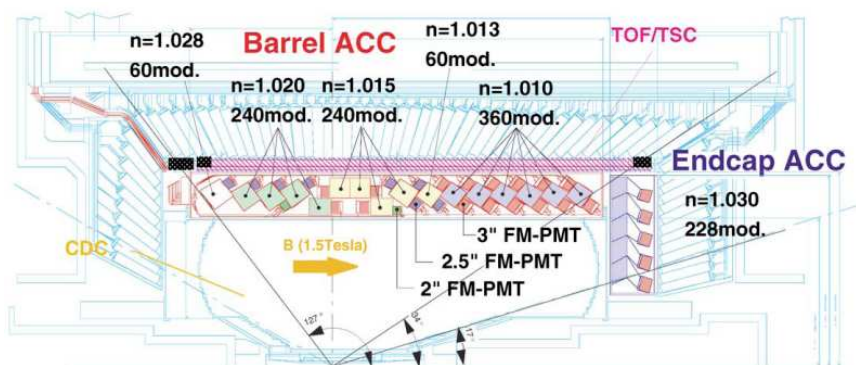 n=1.028
60mod.
Barrel ACC
n=1.013
60mod.
TOF/TSC
n=1.020
240mod.
n=1.015
240mod.
n=1.010
360mod.
Endcap ACC
n=1.030
228mod.
CDC
B (1.5Tesla)
3" FM-PMT
2.5" FM-PMT
2" FM-PMT
127°
34°
17°